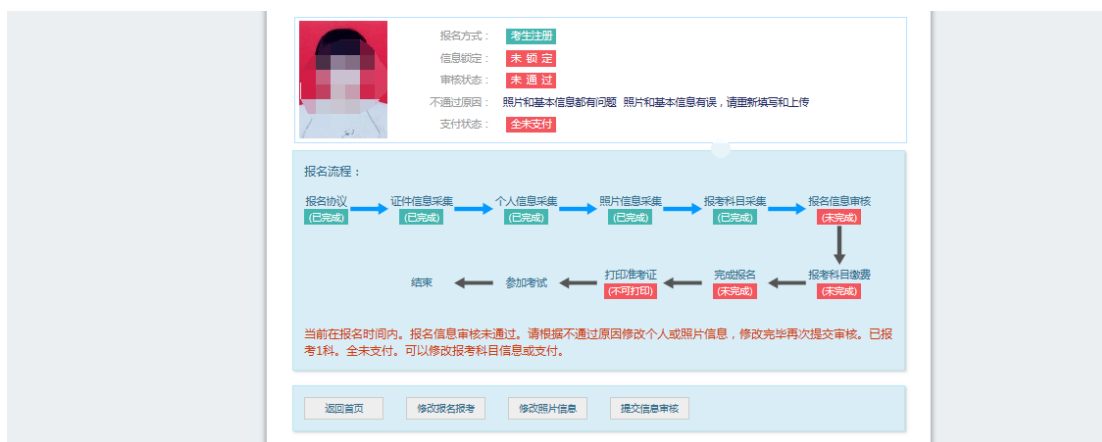 报名方式： 考生注册
信息锁定： 未 锁 定
审核状态： 未 通 过
不通过原因： 照片和基本信息都有问题 照片和基本信息有误，请重新填写和上传
支付状态： 全未支付
报名流程：
报名协议 证件信息采集 个人信息采集 照片信息采集 报考科目采集 报名信息审核
(已完成) (已完成) (已完成) (已完成) (已完成) (未完成)
结束 参加考试 打印准考证 完成报名 报考科目缴费
(不可打印) (未完成) (未完成)
当前在报名时间内。报名信息审核未通过。请根据不通过原因修改个人或照片信息，修改完毕再次提交审核。已报
考1科。全未支付。可以修改报考科目信息或支付。
返回首页 修改报名报考 修改照片信息 提交信息审核